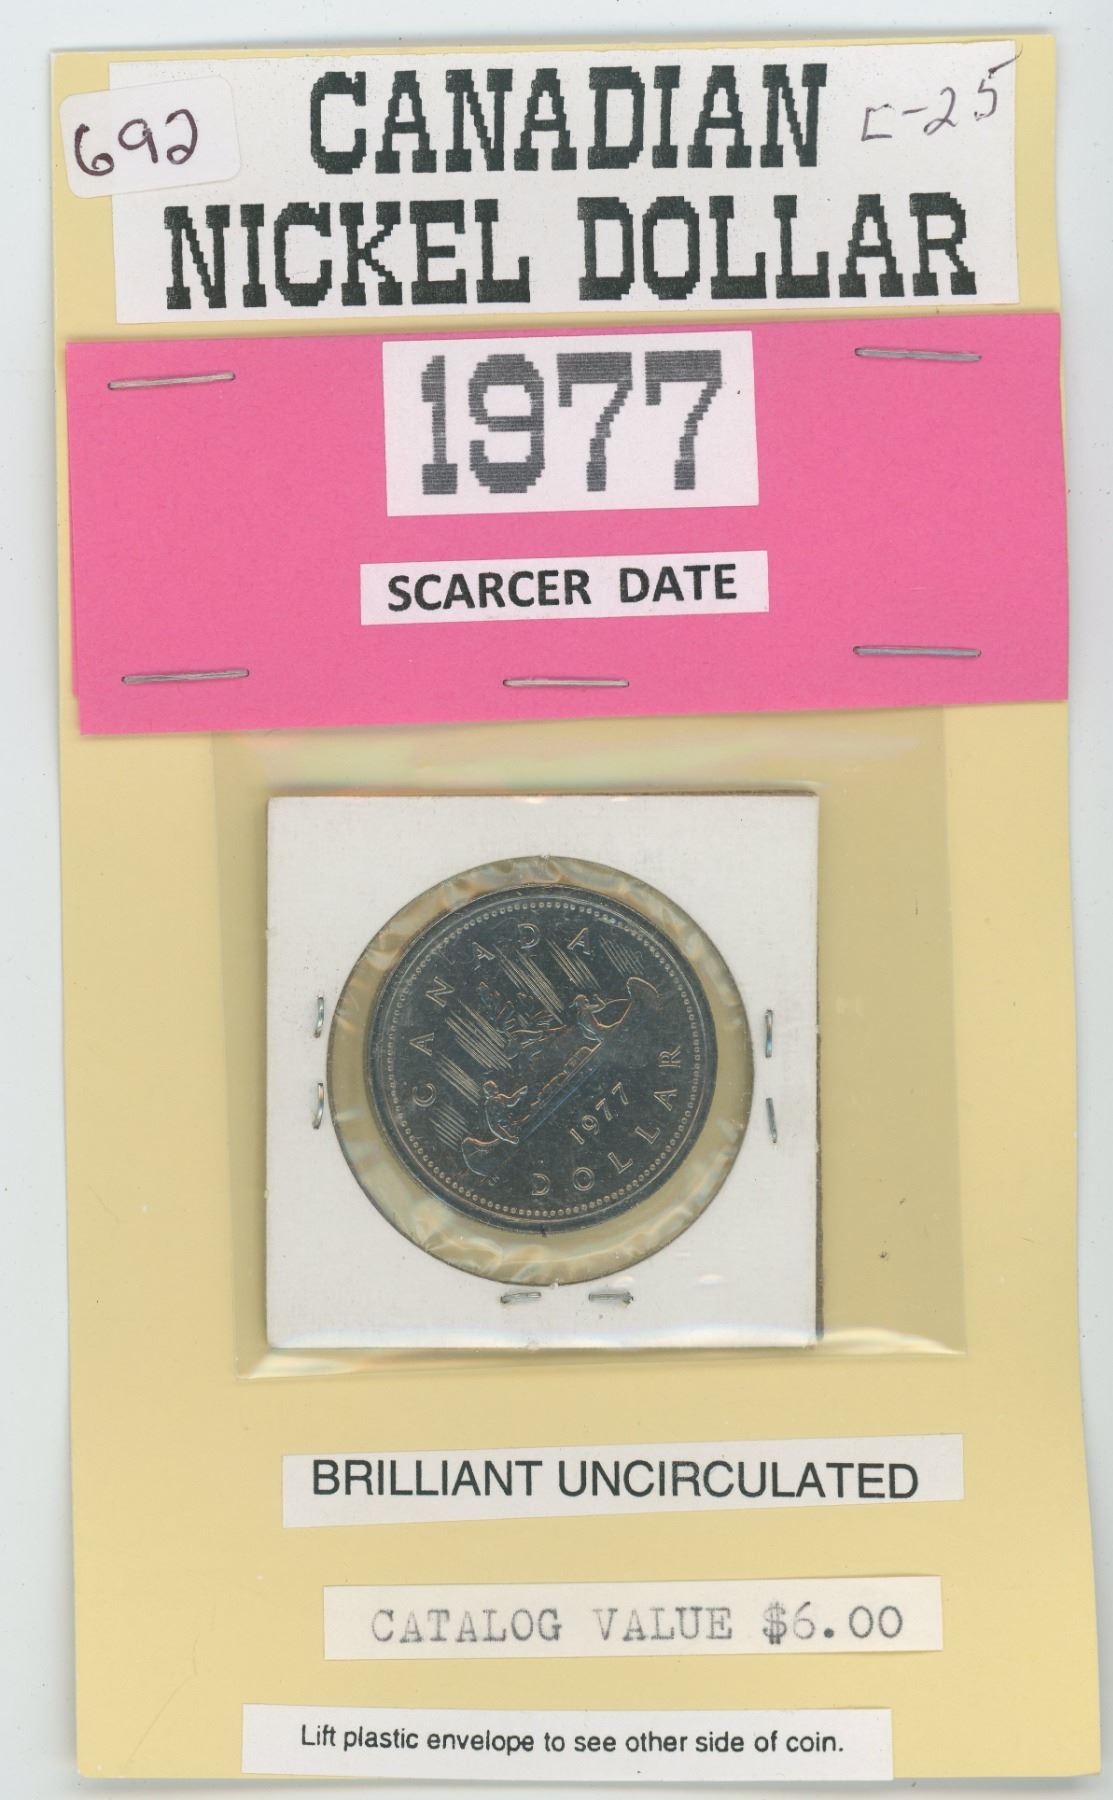 692
CANADIAN
C-25
NICKEL DOLLAR
1977
SCARCER DATE
CANADA
1977
DOLLAR
BRILLIANT UNCIRCULATED
CATALOG VALUE $6.00
Lift plastic envelope to see other side of coin.